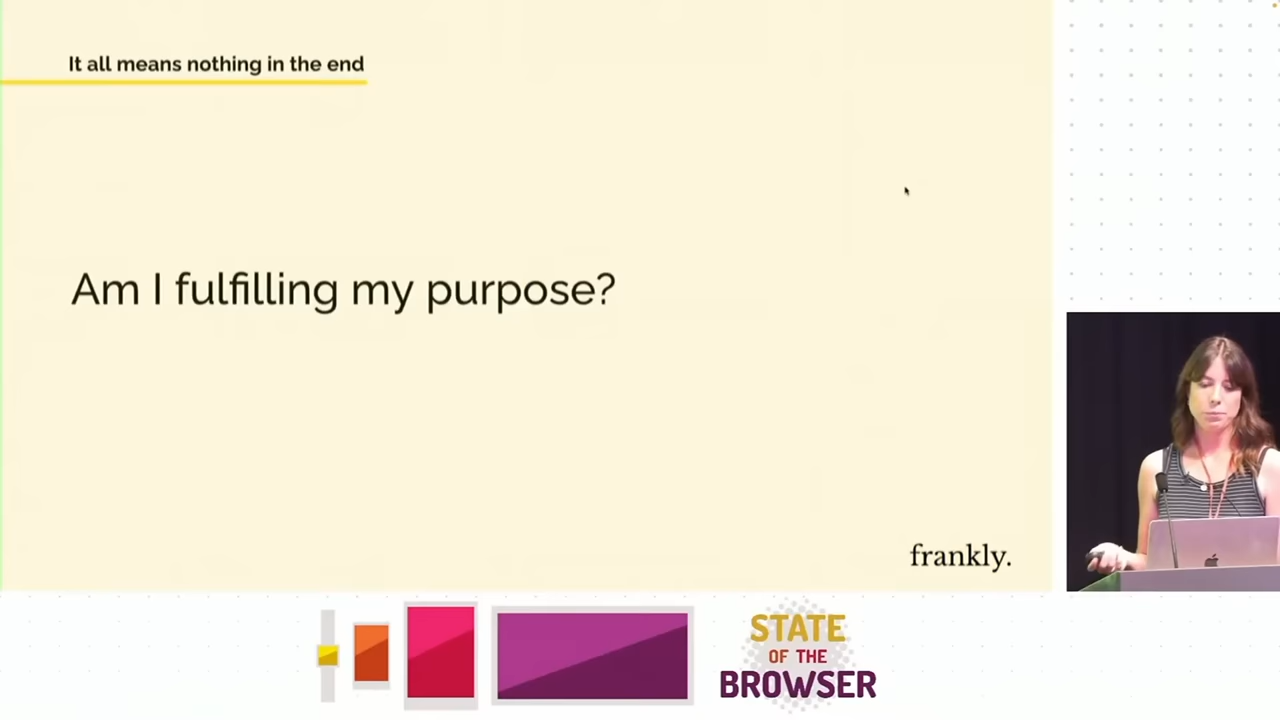 It all means nothing in the end
Am I fulfilling my purpose?
frankly.
STATE
OF THE
BROWSER